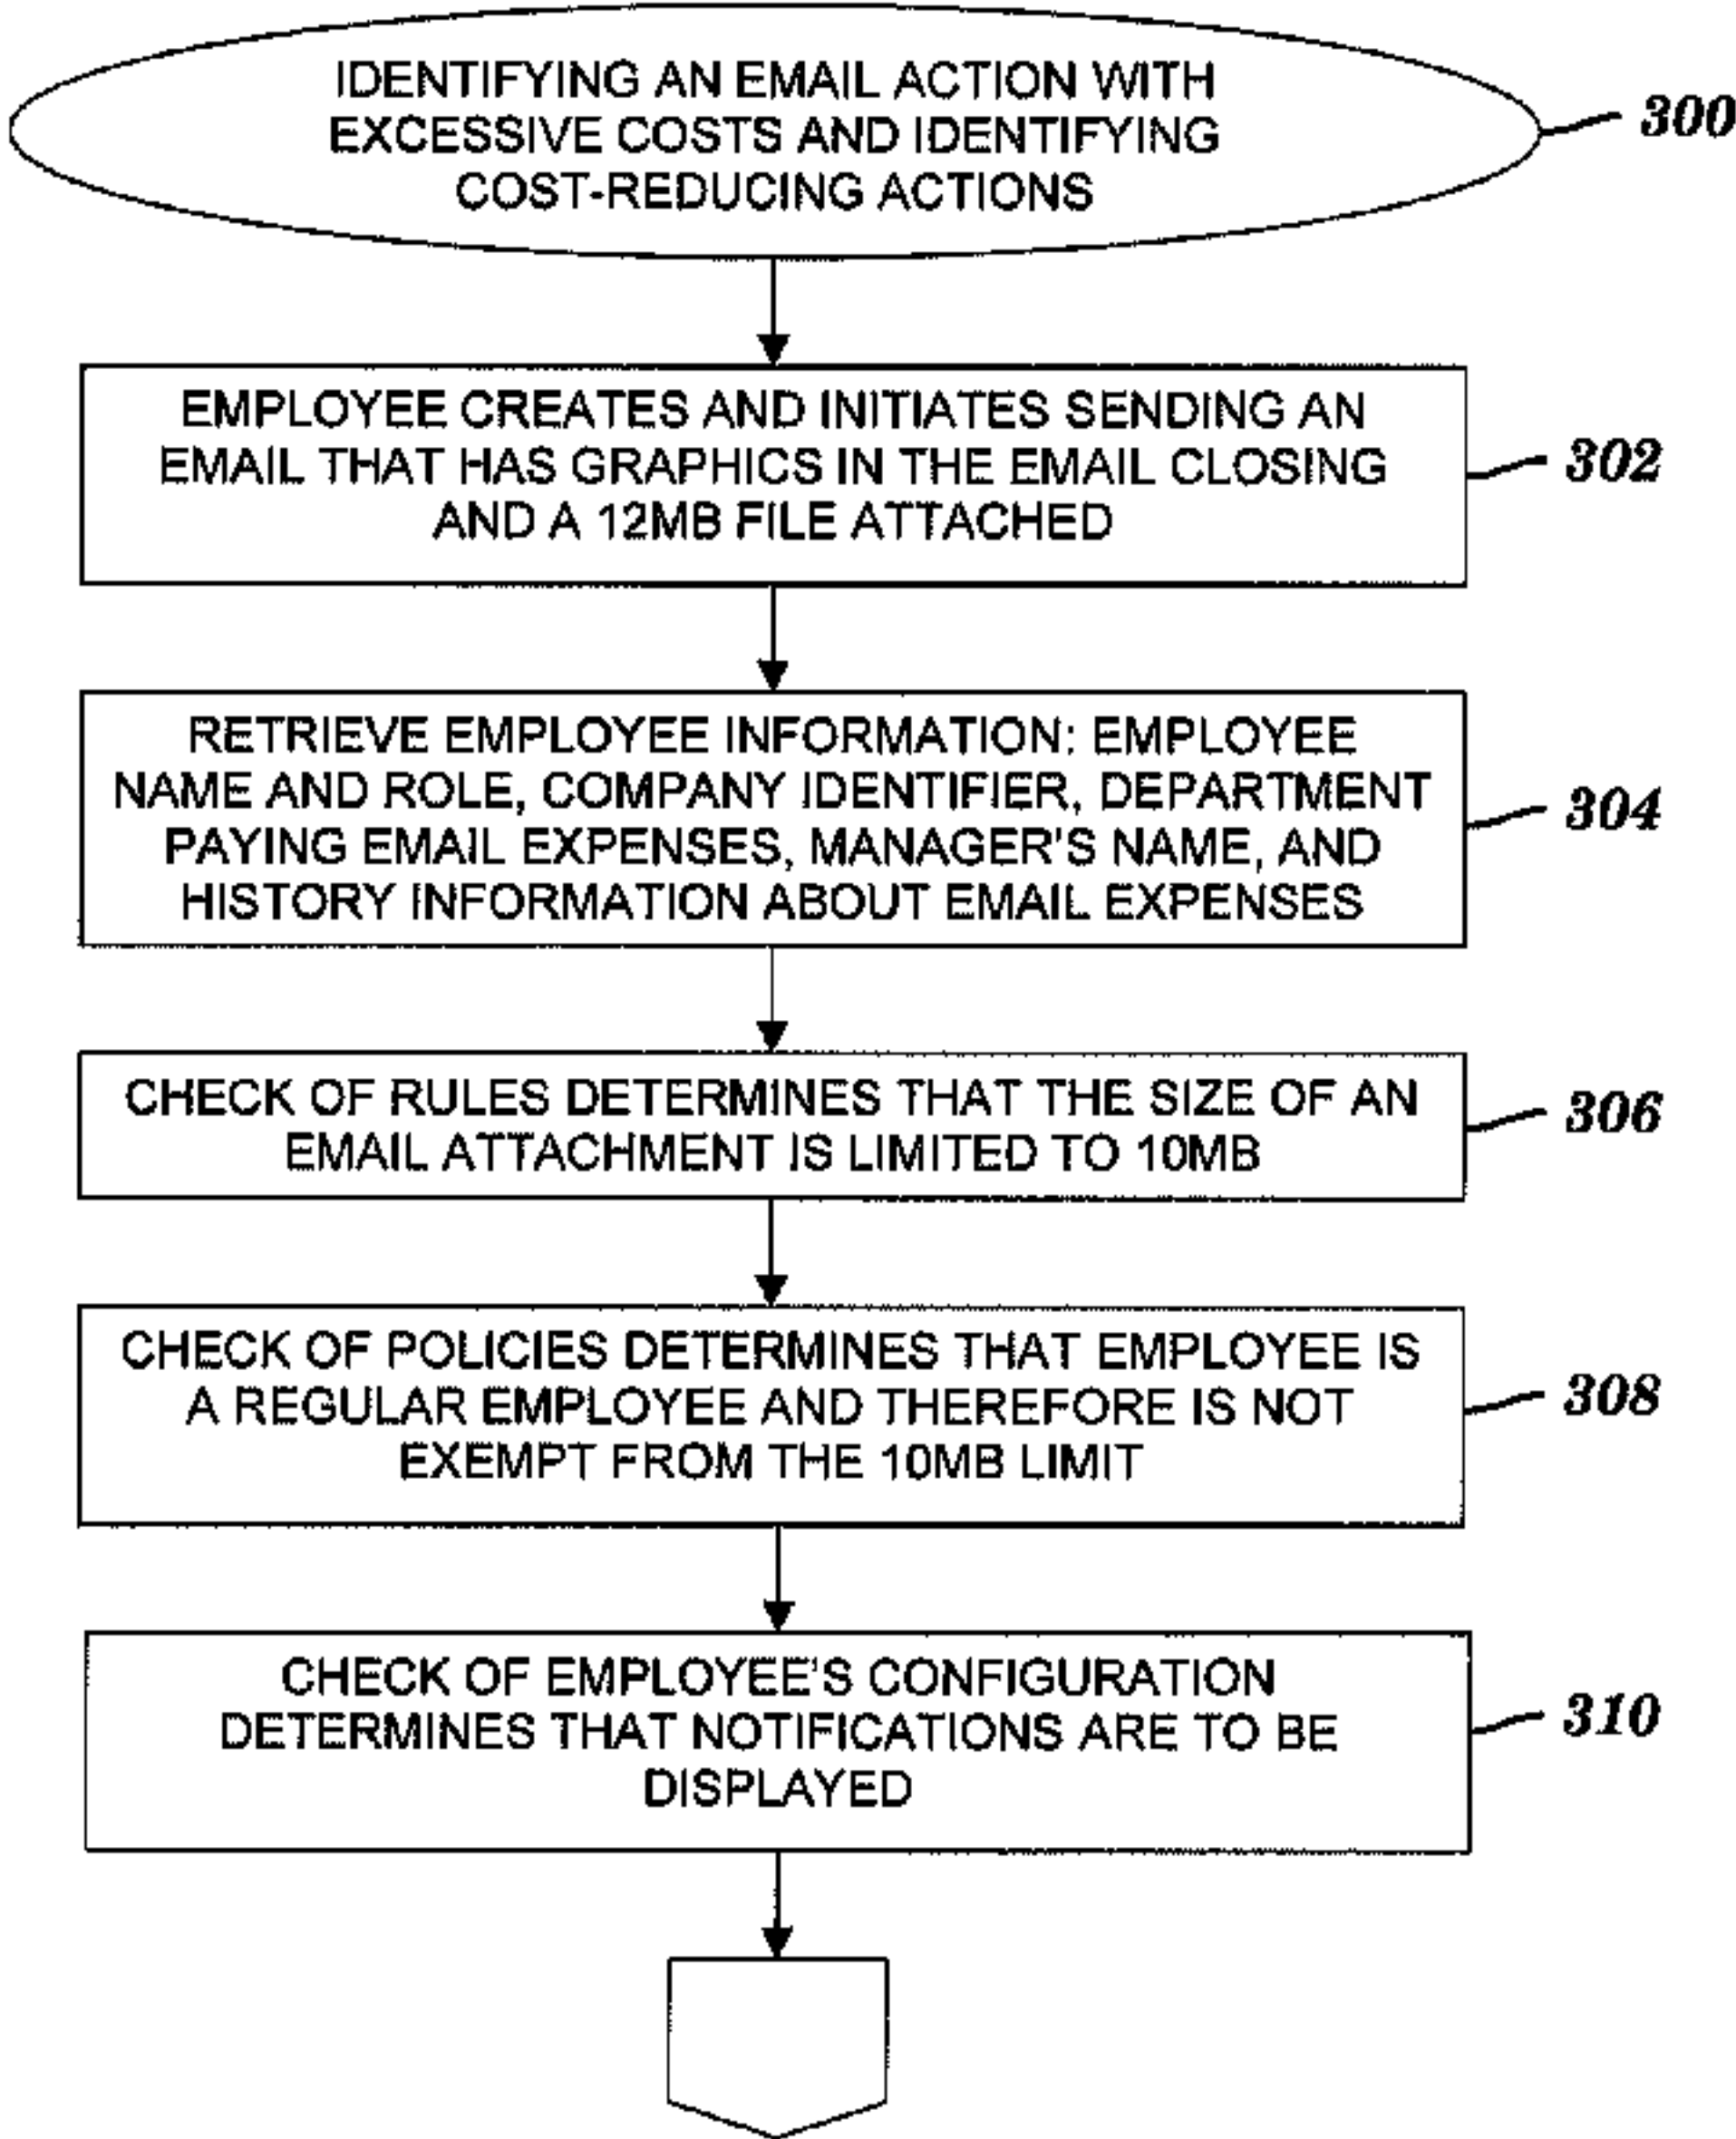 IDENTIFYING AN EMAIL ACTION WITH
EXCESSIVE COSTS AND IDENTIFYING
COST-REDUCING ACTIONS
300
EMPLOYEE CREATES AND INITIATES SENDING AN
EMAIL THAT HAS GRAPHICS IN THE EMAIL CLOSING
AND A 12MB FILE ATTACHED
302
RETRIEVE EMPLOYEE INFORMATION: EMPLOYEE
NAME AND ROLE, COMPANY IDENTIFIER, DEPARTMENT
PAYING EMAIL EXPENSES, MANAGER'S NAME, AND
HISTORY INFORMATION ABOUT EMAIL EXPENSES
304
CHECK OF RULES DETERMINES THAT THE SIZE OF AN
EMAIL ATTACHMENT IS LIMITED TO 10MB
306
CHECK OF POLICIES DETERMINES THAT EMPLOYEE IS
A REGULAR EMPLOYEE AND THEREFORE IS NOT
EXEMPT FROM THE 10MB LIMIT
308
CHECK OF EMPLOYEE'S CONFIGURATION
DETERMINES THAT NOTIFICATIONS ARE TO BE
DISPLAYED
310